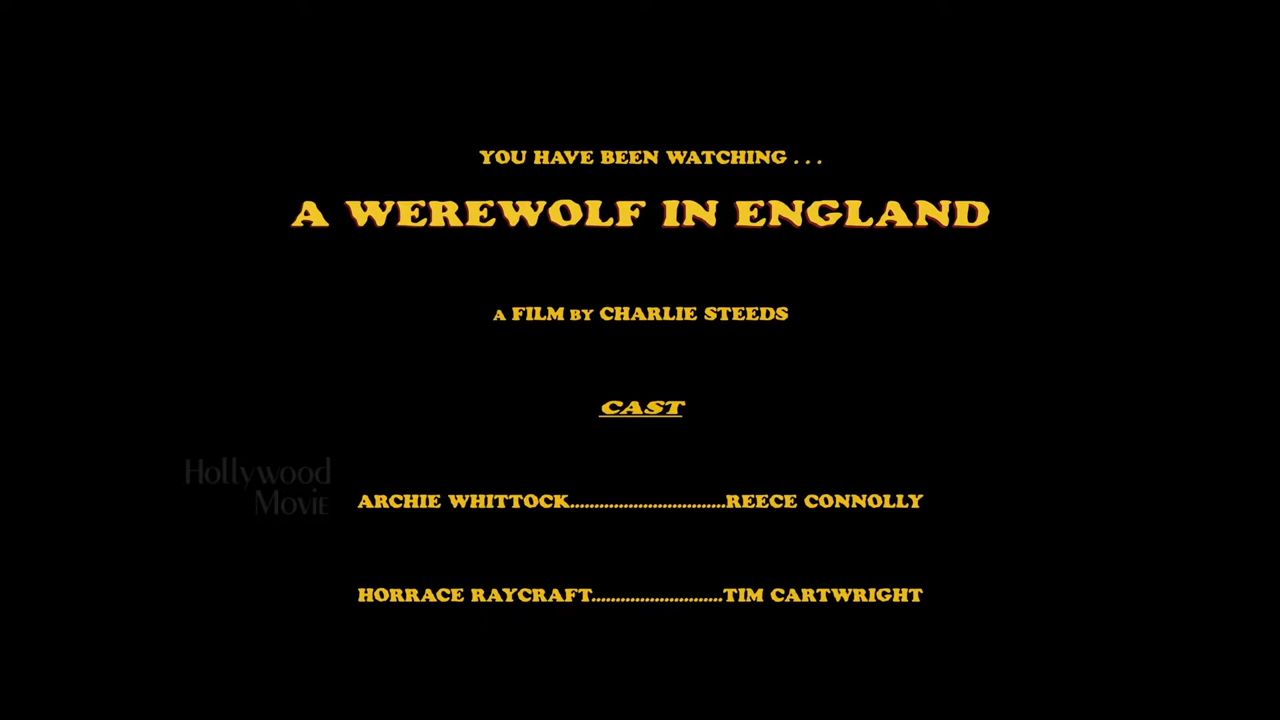 YOU HAVE BEEN WATCHING . . .
A WEREWOLF IN ENGLAND
A FILM BY CHARLIE STEEDS
CAST
Hollywood
Movie
ARCHIE WHITTOCK................................REECE CONNOLLY
HORRACE RAYCRAFT...........................TIM CARTWRIGHT